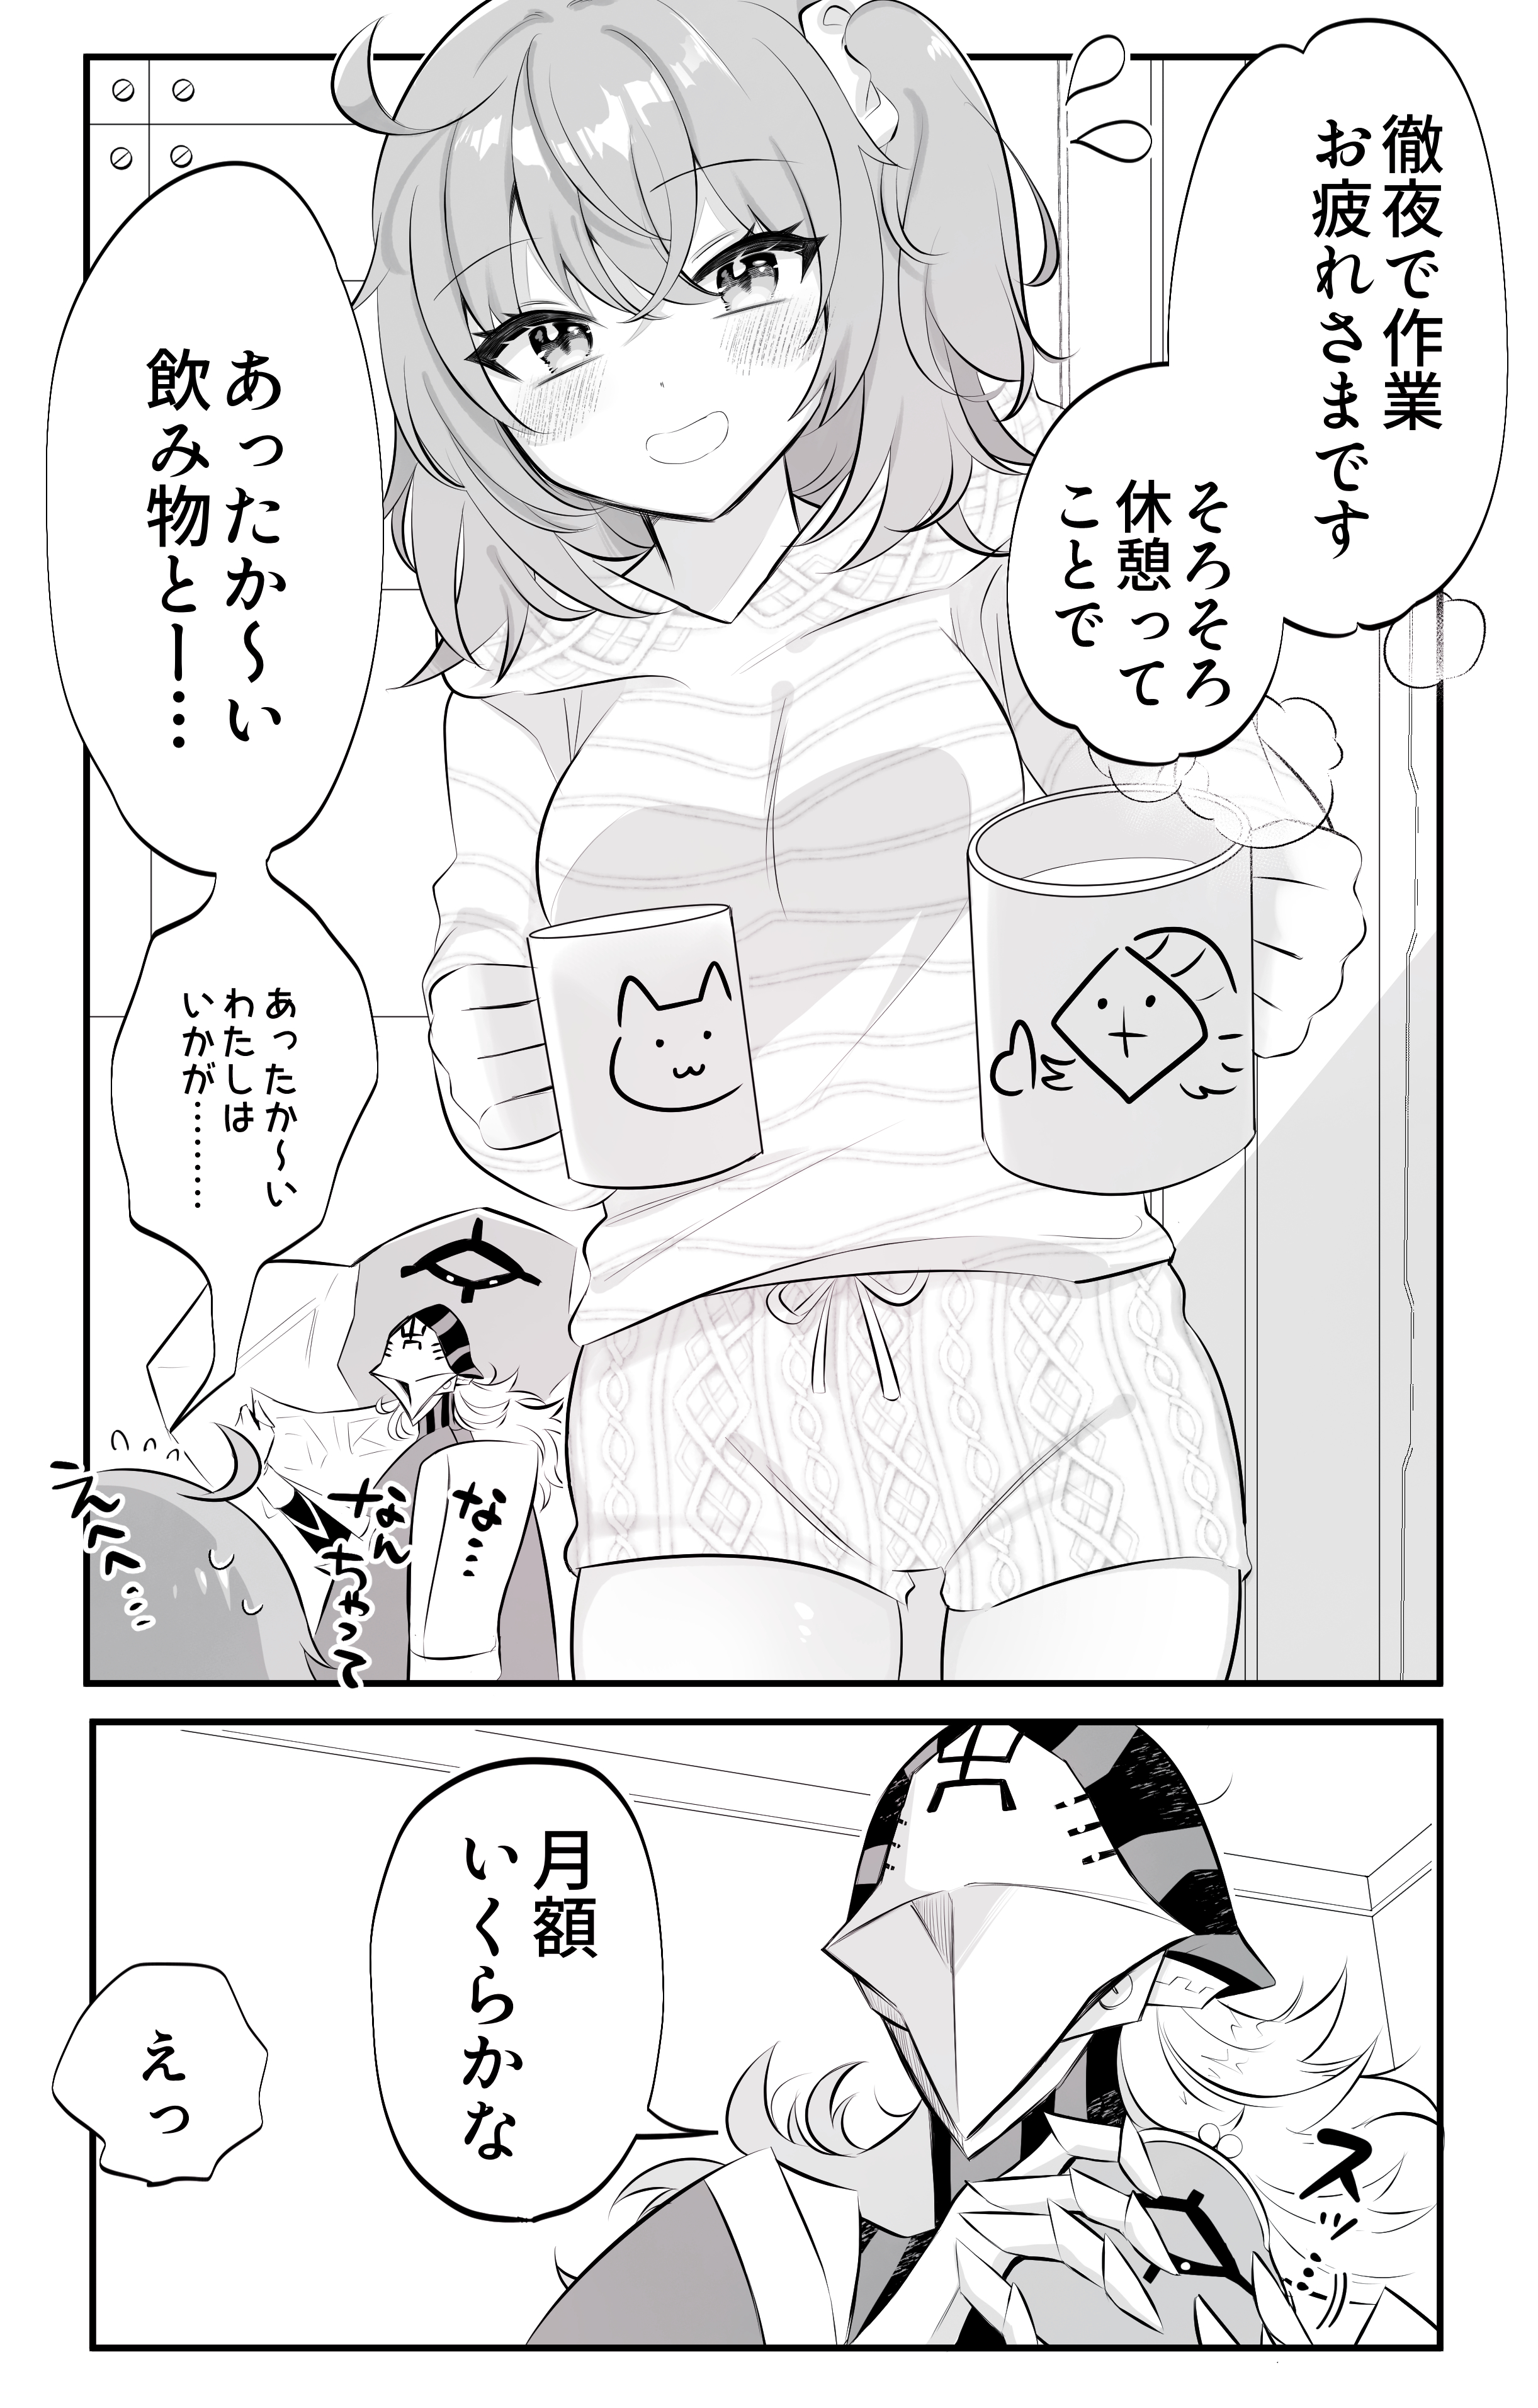 徹夜で作業
お疲れさまです
そろそろ
休憩って
ことで
あったか～い
飲み物とー…
あったか～い
わたしは
いかが………
な…
なん
ちゃって
えへへ…
月額
いくらかな
スッ…
えっ